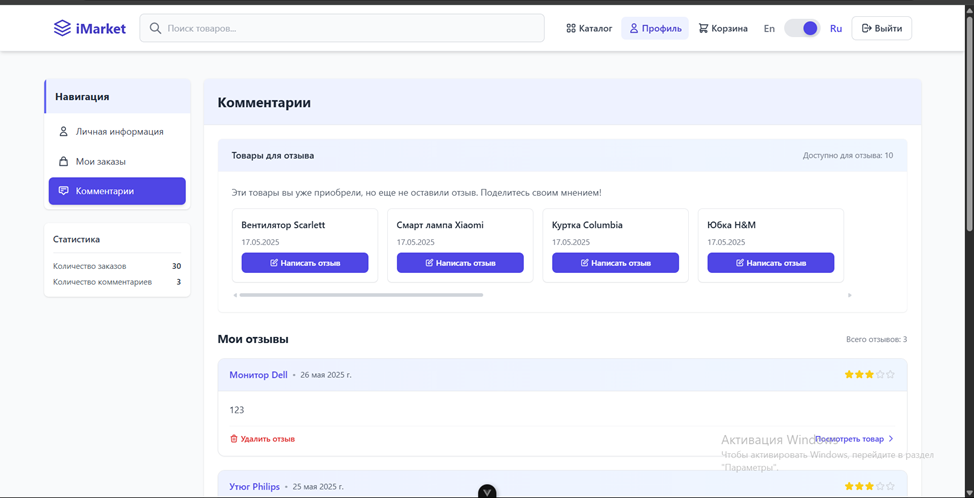 iMarket Поиск товаров... Каталог Профиль Корзина En Ru Выйти
Навигация
Личная информация
Мои заказы
Комментарии
Статистика
Количество заказов 30
Количество комментариев 3
Комментарии
Товары для отзыва Доступно для отзыва: 10
Эти товары вы уже приобрели, но еще не оставили отзыв. Поделитесь своим мнением!
Вентилятор Scarlett
17.05.2025
Написать отзыв
Смарт лампа Xiaomi
17.05.2025
Написать отзыв
Куртка Columbia
17.05.2025
Написать отзыв
Юбка H&M
17.05.2025
Написать отзыв
Мои отзывы Всего отзывов: 3
Монитор Dell • 26 мая 2025 г.
123
Удалить отзыв Посмотреть товар
Утюг Philips • 25 мая 2025 г.
Активация Windows
Чтобы активировать Windows, перейдите в раздел
"Параметры".